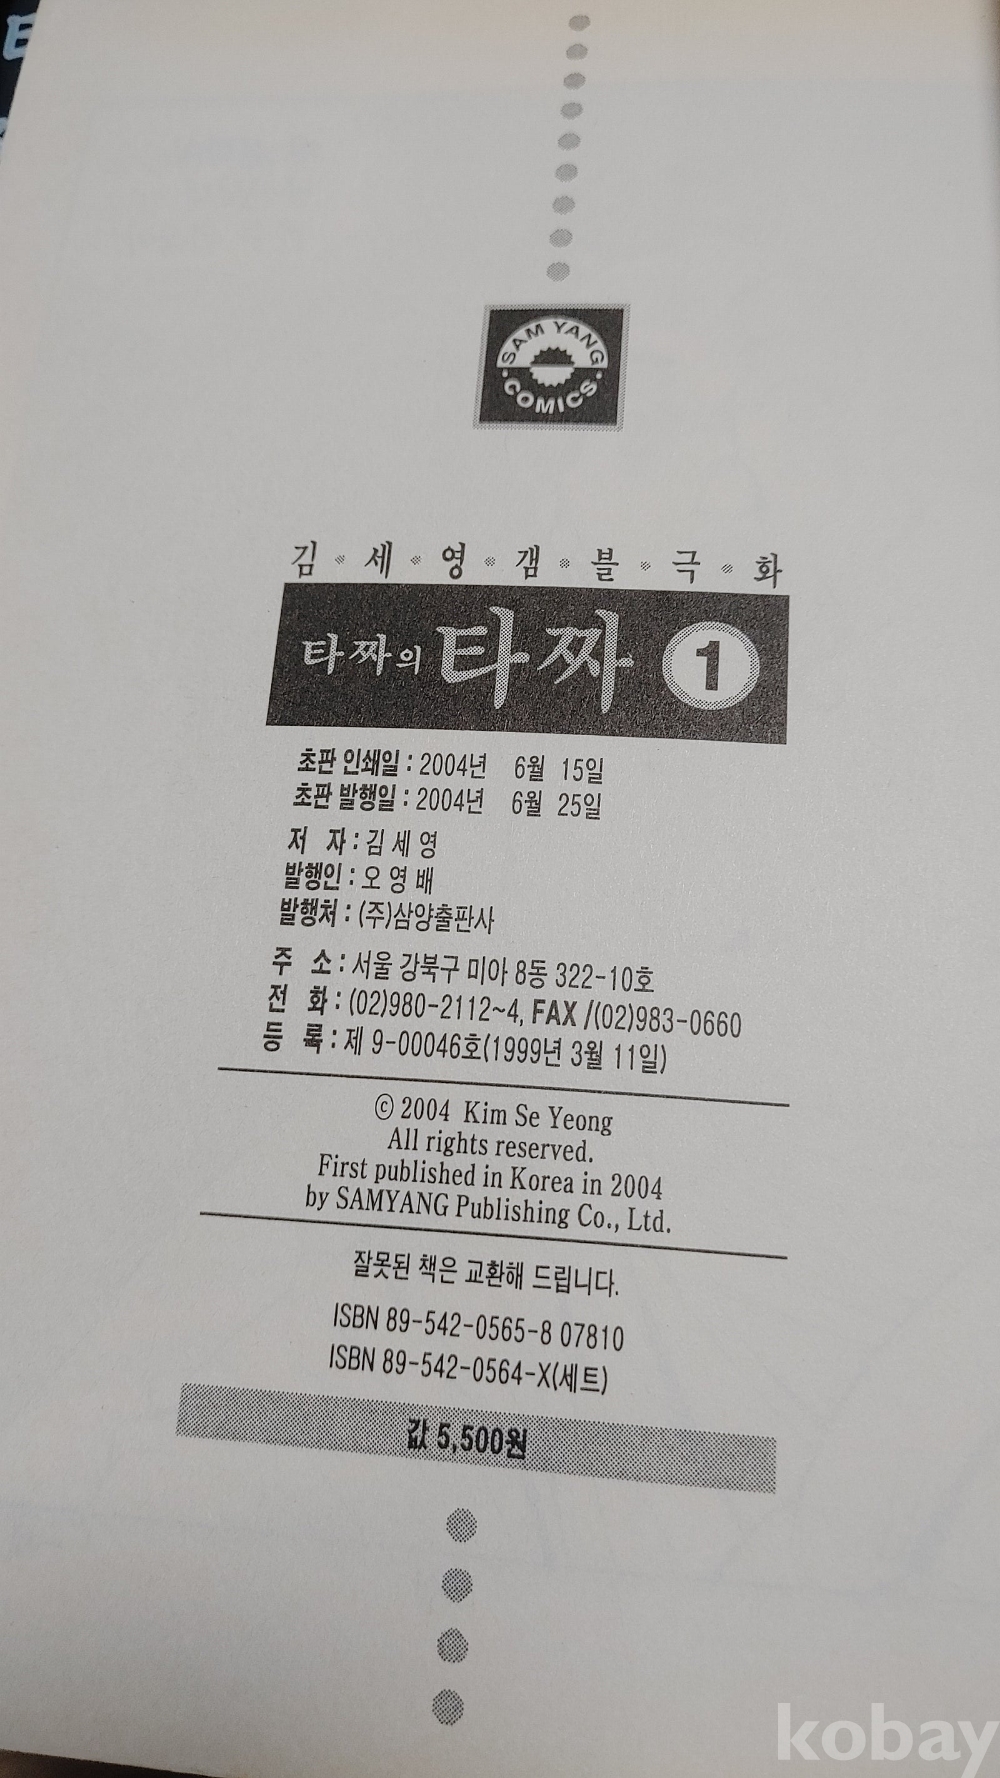 SAM YANG
COMICS
김 세 영 갬 블 극 화
타짜의 타짜 1
초판 인쇄일 : 2004년 6월 15일
초판 발행일 : 2004년 6월 25일
저 자 : 김 세 영
발행인 : 오 영 배
발행처 : (주)삼양출판사
주 소 : 서울 강북구 미아 8동 322-10호
전 화 : (02)980-2112~4, FAX /(02)983-0660
등 록 : 제 9-00046호(1999년 3월 11일)
ⓒ 2004 Kim Se Yeong
All rights reserved.
First published in Korea in 2004
by SAMYANG Publishing Co., Ltd.
잘못된 책은 교환해 드립니다.
ISBN 89-542-0565-8 07810
ISBN 89-542-0564-X(세트)
값 5,500원
kobay